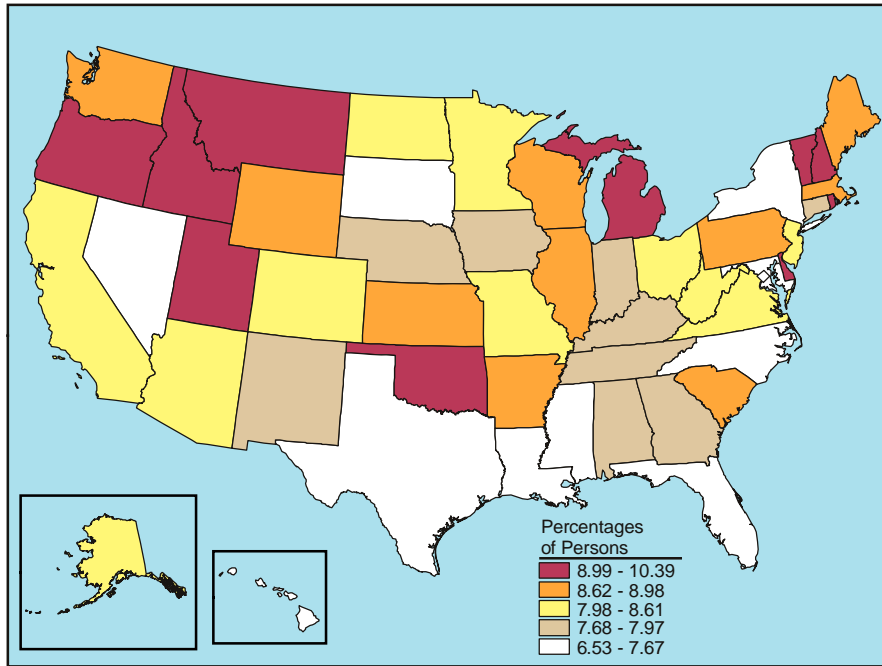 Percentages
of Persons
8.99 - 10.39
8.62 - 8.98
7.98 - 8.61
7.68 - 7.97
6.53 - 7.67